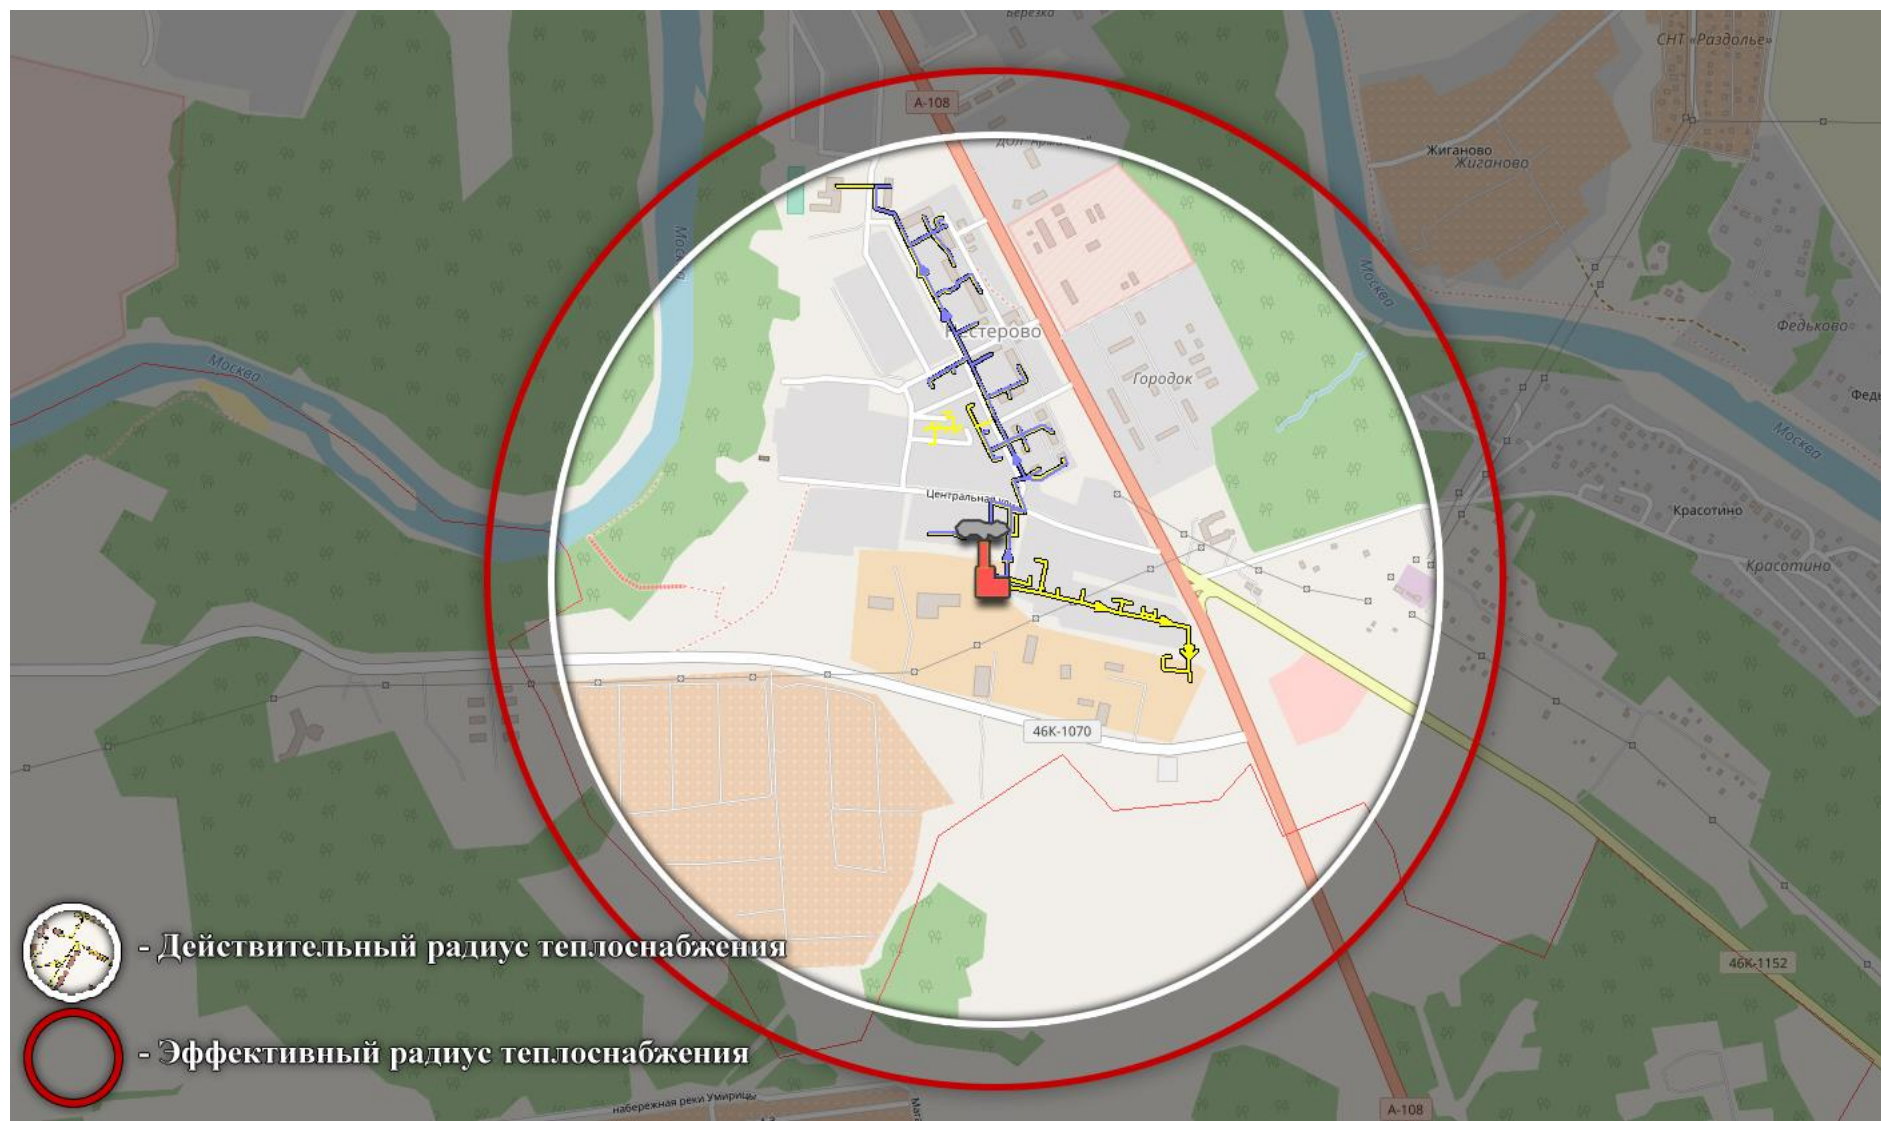 Березка
СНТ «Раздолье»
А-108
Жиганово
Жиганово
Москва
Москва
Федьково
Нестерово
Городок
Москва
Москва
Центральная
Красотино
Красотино
46К-1070
- Действительный радиус теплоснабжения
46К-1152
- Эффективный радиус теплоснабжения
набережная реки Умирицы
А-108